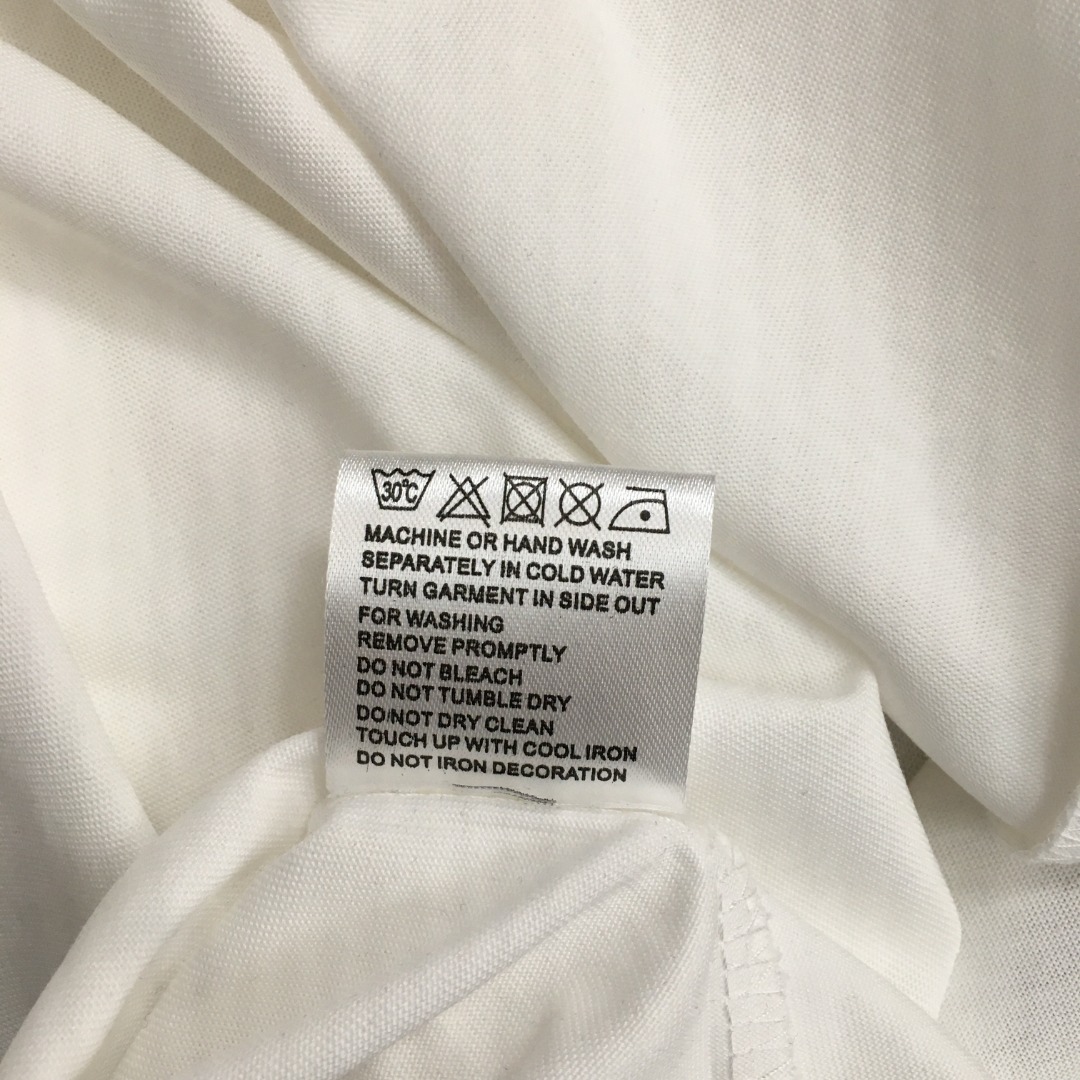 30°C
MACHINE OR HAND WASH
SEPARATELY IN COLD WATER
TURN GARMENT IN SIDE OUT
FOR WASHING
REMOVE PROMPTLY
DO NOT BLEACH
DO NOT TUMBLE DRY
DO NOT DRY CLEAN
TOUCH UP WITH COOL IRON
DO NOT IRON DECORATION